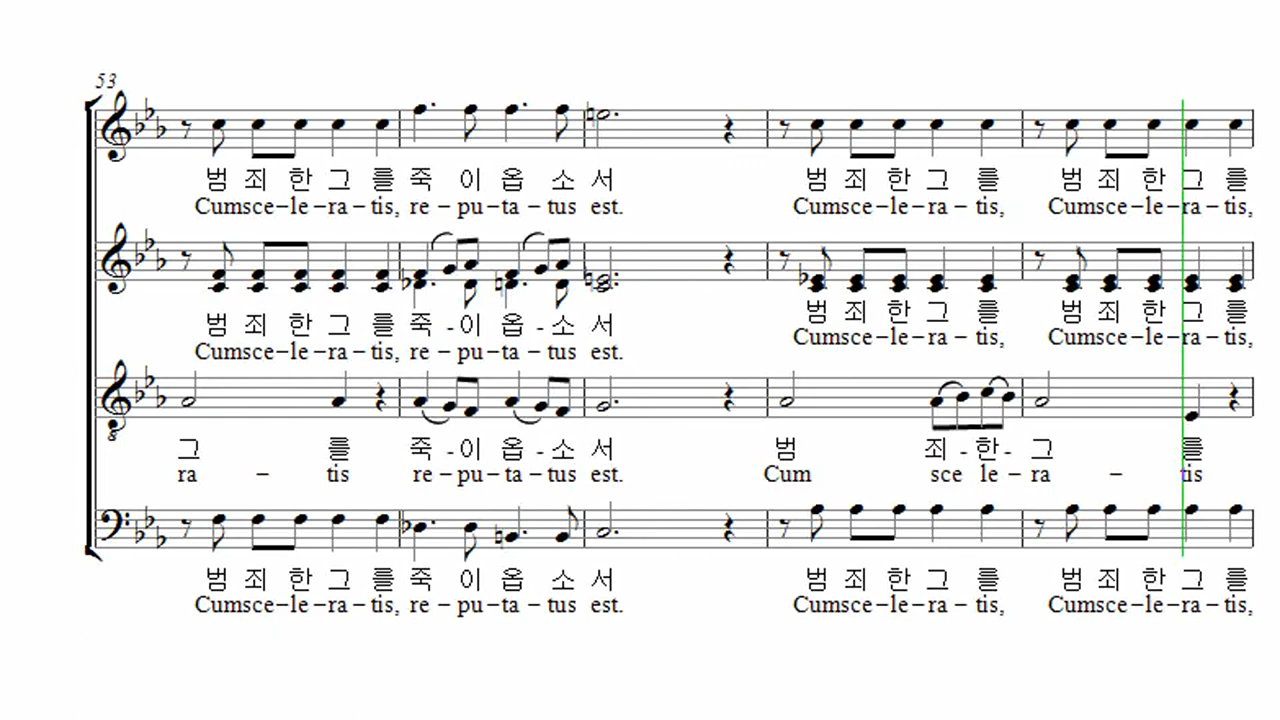 53
범 죄 한 그 를 죽 이 옵 소 서 범 죄 한 그 를 범 죄 한 그 를
Cumsce-le-ra-tis, re-pu-ta-tus est. Cumsce-le-ra-tis, Cumsce-le-ra-tis,
범 죄 한 그 를 죽 - 이 옵 - 소 서 범 죄 한 그 를 범 죄 한 그 를
Cumsce-le-ra-tis, re-pu-ta-tus est. Cumsce-le-ra-tis, Cumsce-le-ra-tis,
그 를 죽 - 이 옵 - 소 서 범 죄 - 한 - 그 를
ra - tis re-pu-ta-tus est. Cum sce le-ra - tis
8
범 죄 한 그 를 죽 이 옵 소 서 범 죄 한 그 를 범 죄 한 그 를
Cumsce-le-ra-tis, re-pu-ta-tus est. Cumsce-le-ra-tis, Cumsce-le-ra-tis,